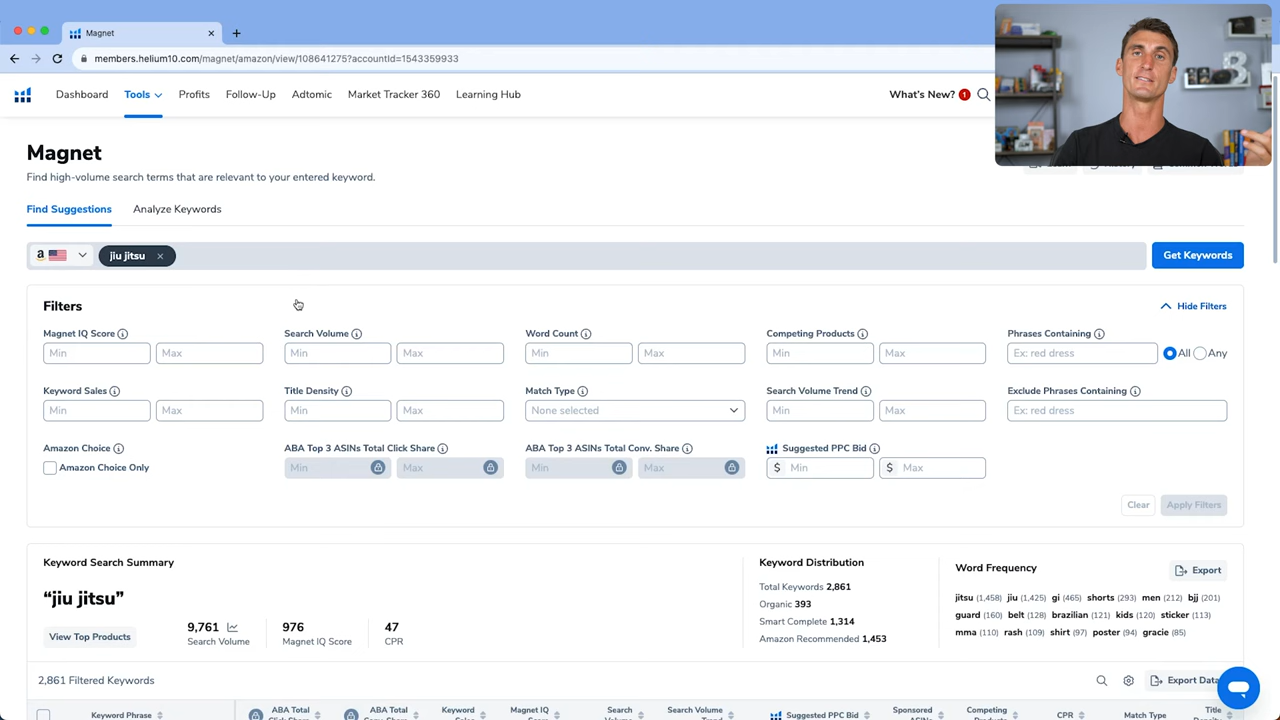 Magnet
members.helium10.com/magnet/amazon/view/108641275?accountId=1543359933
Dashboard Tools Profits Follow-Up Adtomic Market Tracker 360 Learning Hub What's New? 1
Magnet
Find high-volume search terms that are relevant to your entered keyword.
Find Suggestions Analyze Keywords
a jiu jitsu × Get Keywords
Filters Hide Filters
Magnet IQ Score Search Volume Word Count Competing Products Phrases Containing
Min Max Min Max Min Max Min Max Ex: red dress All Any
Keyword Sales Title Density Match Type Search Volume Trend Exclude Phrases Containing
Min Max Min Max None selected Min Max Ex: red dress
Amazon Choice ABA Top 3 ASINs Total Click Share ABA Top 3 ASINs Total Conv. Share Suggested PPC Bid
Amazon Choice Only Min Max Min Max $ Min $ Max
Clear Apply Filters
Keyword Search Summary
"jiu jitsu"
View Top Products
9,761
Search Volume
976
Magnet IQ Score
47
CPR
Keyword Distribution
Total Keywords 2,861
Organic 393
Smart Complete 1,314
Amazon Recommended 1,453
Word Frequency Export
jitsu (1,458) jiu (1,425) gi (465) shorts (293) men (212) bjj (201)
guard (160) belt (128) brazilian (121) kids (120) sticker (113)
mma (110) rash (109) shirt (97) poster (94) gracie (85)
2,861 Filtered Keywords Export Data
Keyword Phrase ABA Total Keyword Magnet IQ Search Search Volume Suggested PPC Bid Sponsored Competing CPR Match Type Title